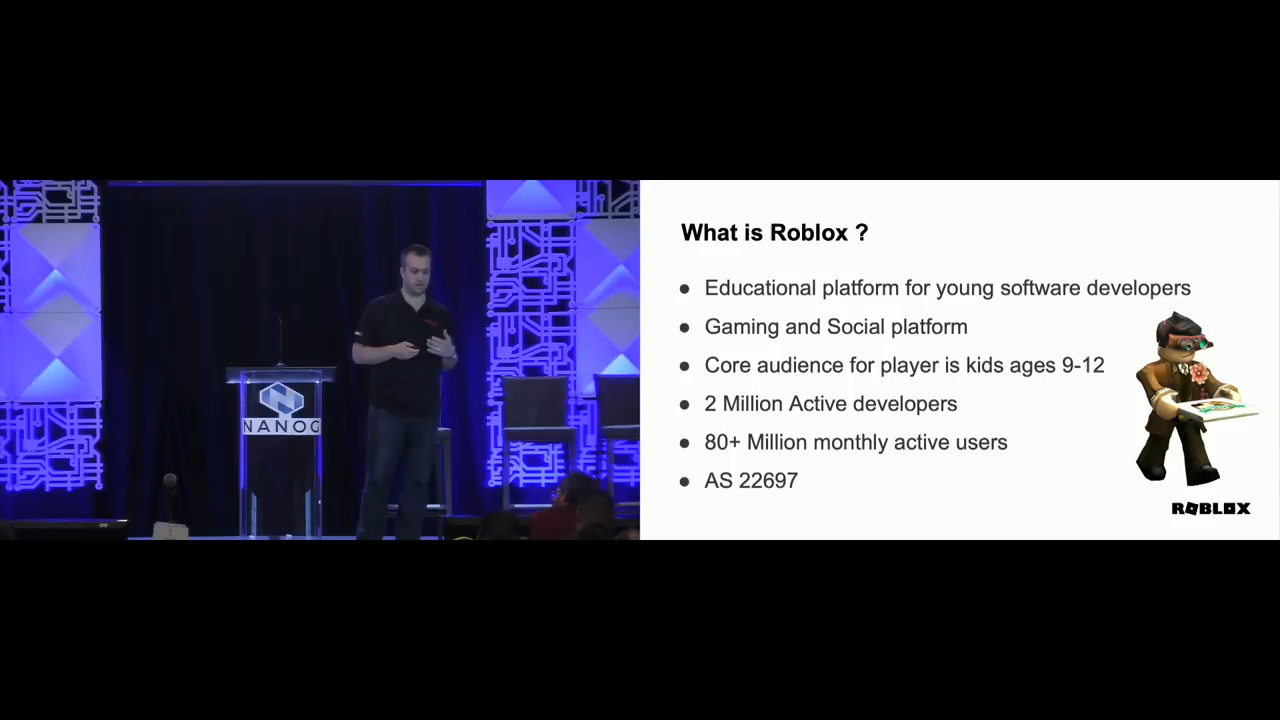 NANOG
What is Roblox ?
● Educational platform for young software developers
● Gaming and Social platform
● Core audience for player is kids ages 9-12
● 2 Million Active developers
● 80+ Million monthly active users
● AS 22697
ROBLOX